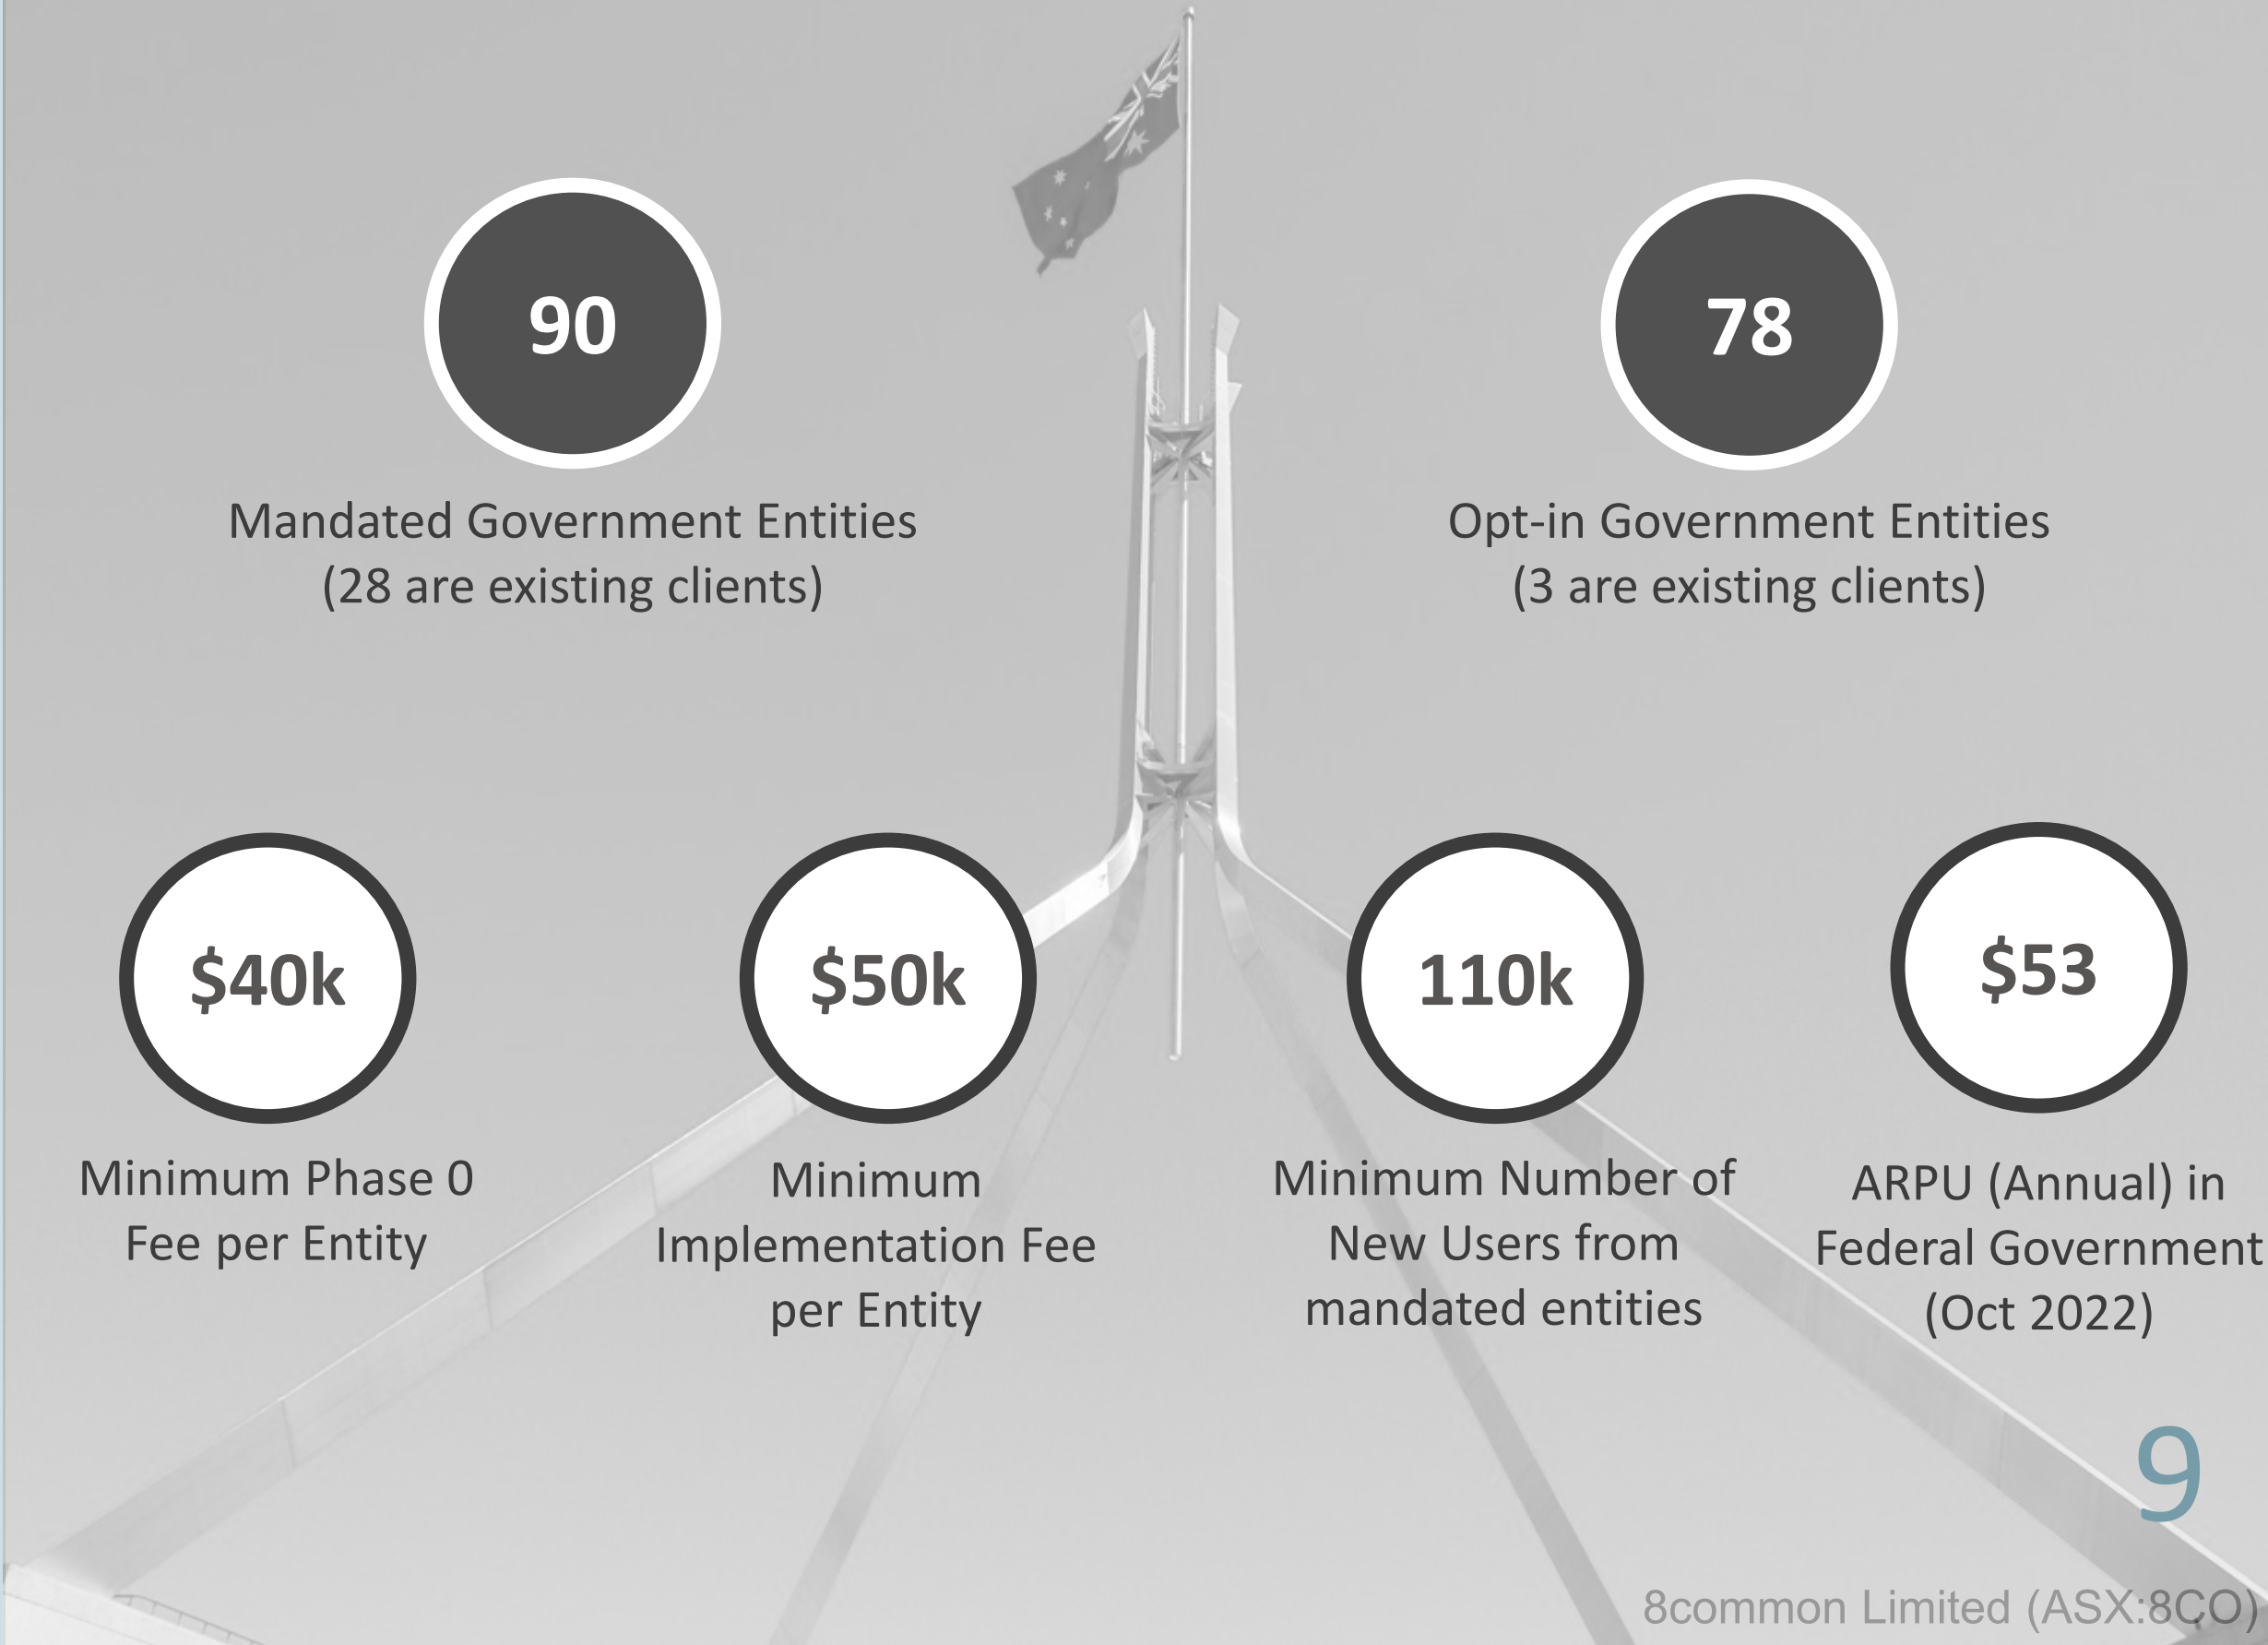 90
78
Mandated Government Entities
(28 are existing clients)
Opt-in Government Entities
(3 are existing clients)
$40k
$50k
110k
$53
Minimum Phase 0
Fee per Entity
Minimum
Implementation Fee
per Entity
Minimum Number of
New Users from
mandated entities
ARPU (Annual) in
Federal Government
(Oct 2022)
9
8common Limited (ASX:8CO)